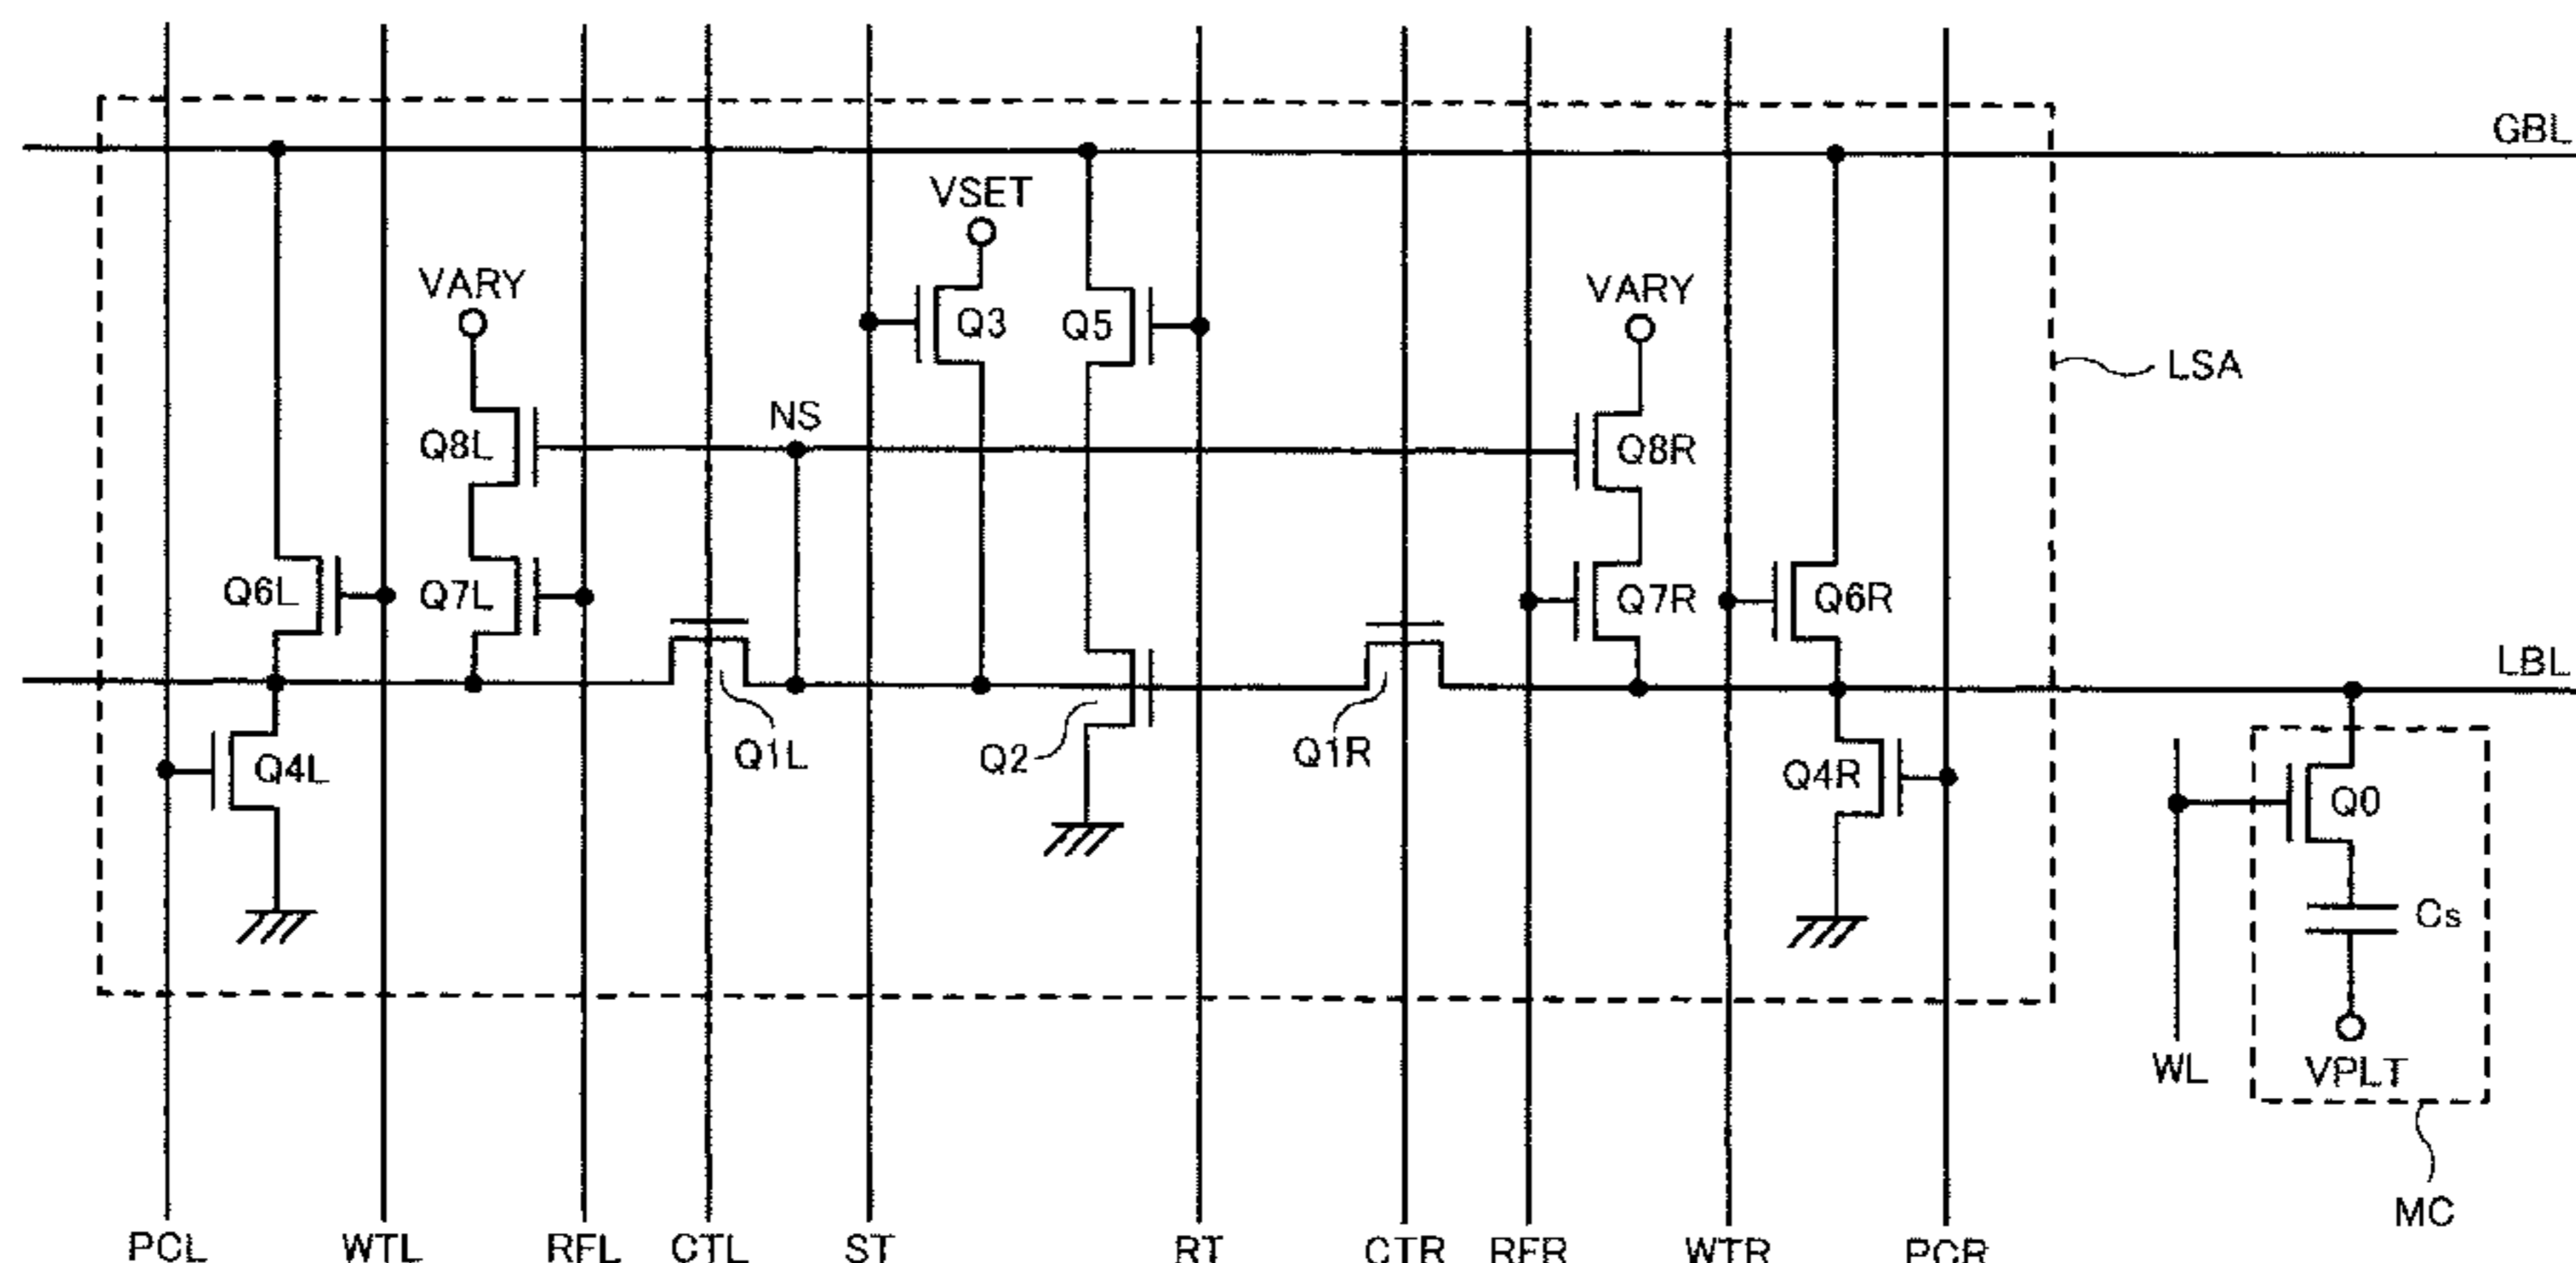 GBL
VSET
VARY
VARY
Q3
Q5
LSA
NS
Q8L
Q8R
Q6L
Q7L
Q7R
Q6R
LBL
Q1L
Q2
Q1R
Q4L
Q4R
Q0
Cs
WL
VPLT
MC
PCL
WTL
RFL
CTL
ST
RT
CTR
RFR
WTR
PCR